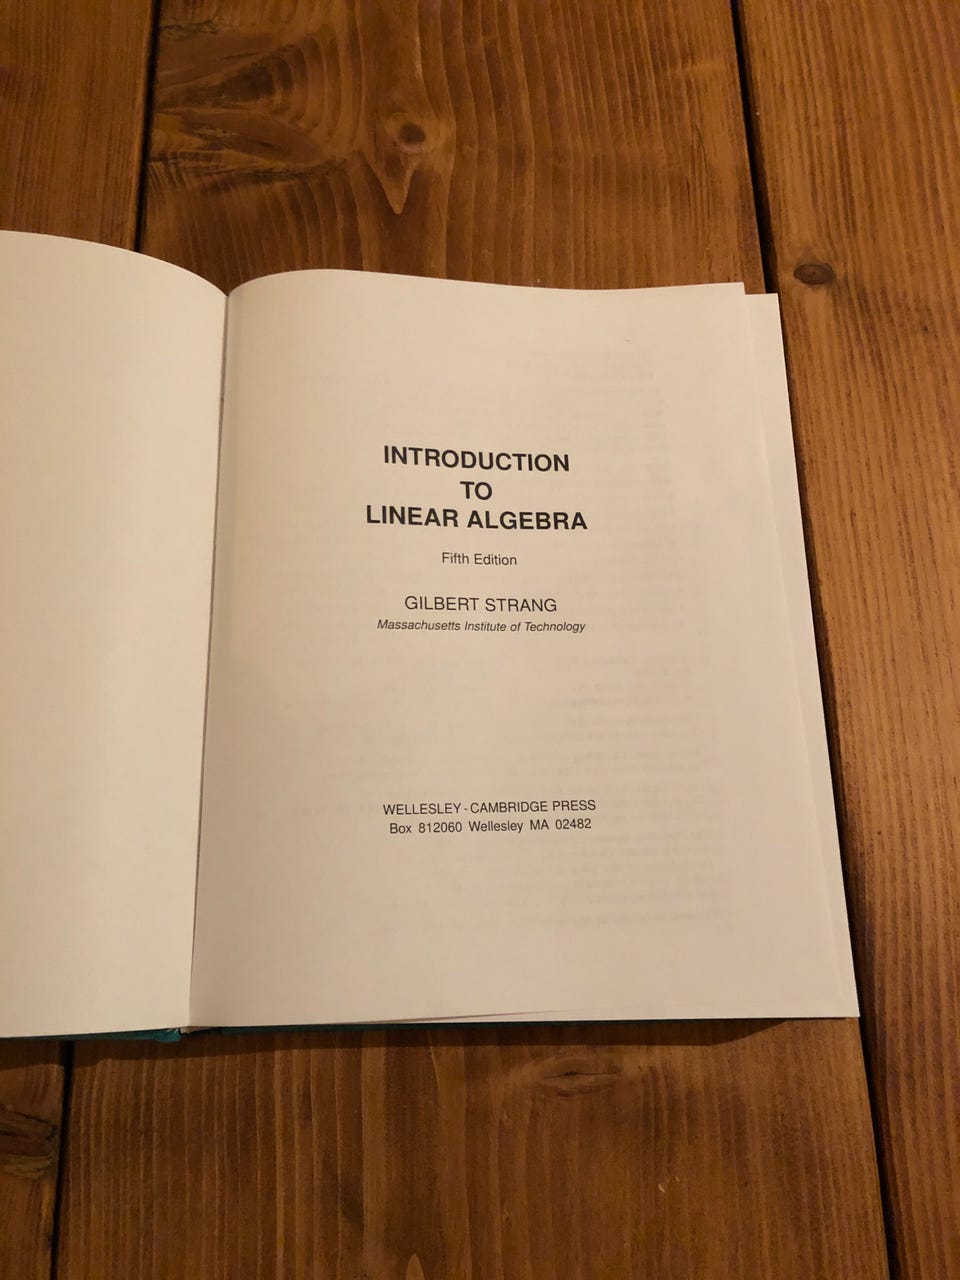 INTRODUCTION
TO
LINEAR ALGEBRA
Fifth Edition
GILBERT STRANG
Massachusetts Institute of Technology
WELLESLEY - CAMBRIDGE PRESS
Box 812060 Wellesley MA 02482